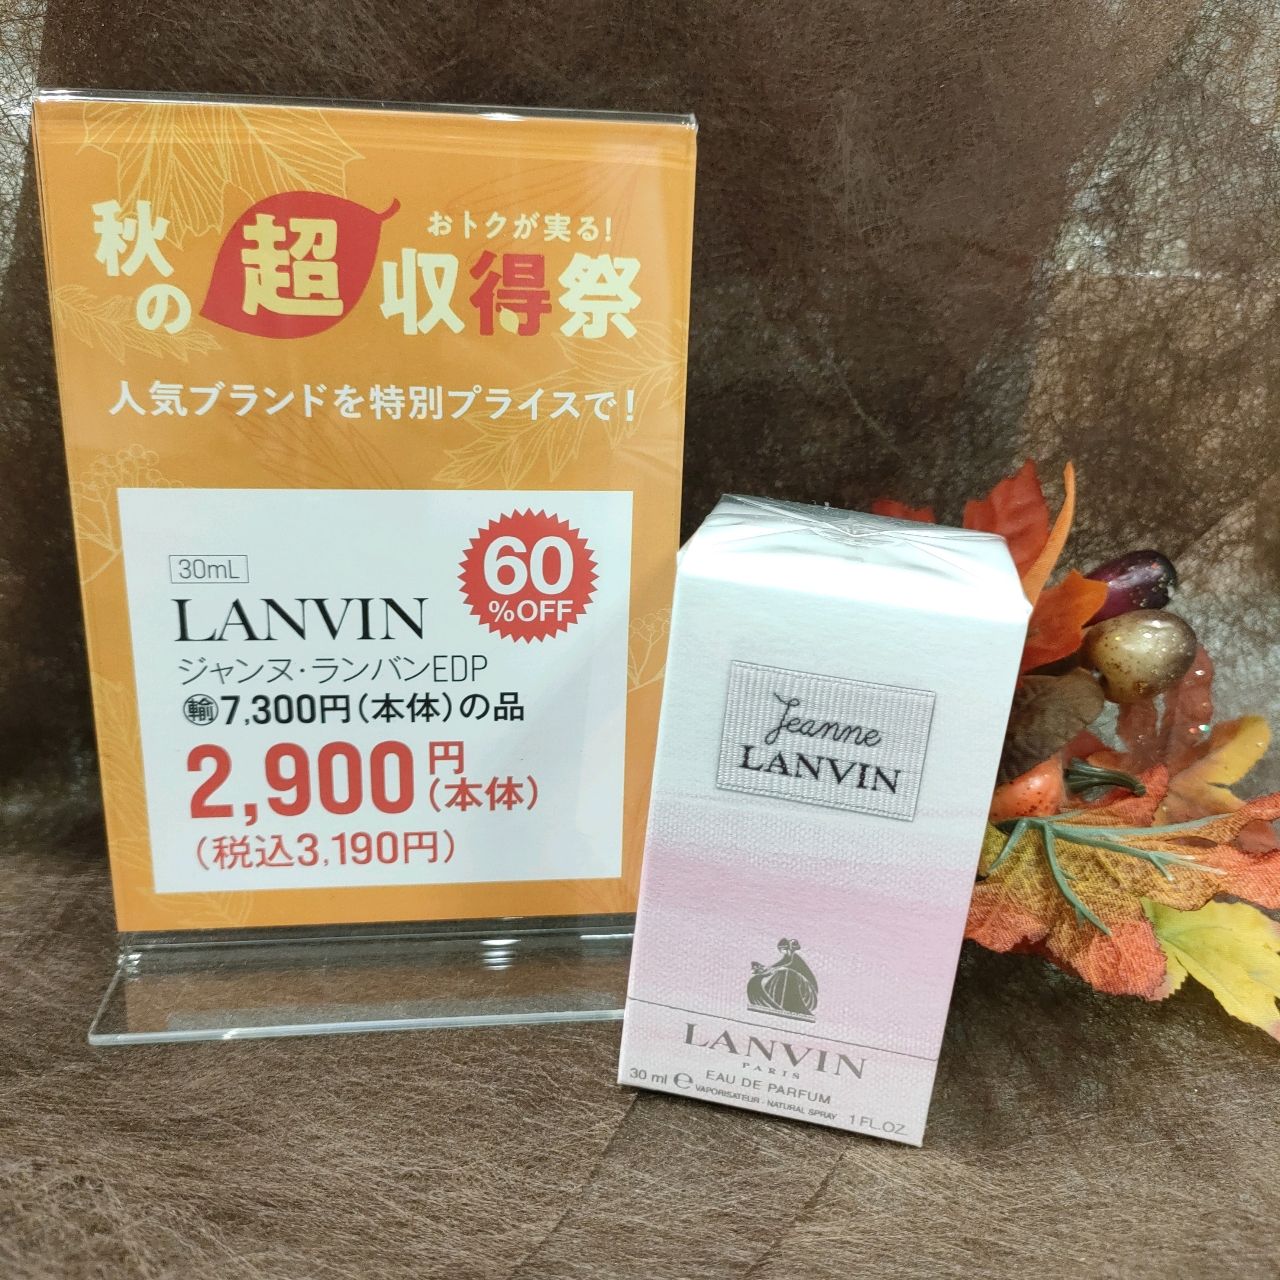 秋の超収得祭
おトクが実る!
人気ブランドを特別プライスで!
60
%OFF
30mL
LANVIN
ジャンヌ・ランバンEDP
輸7,300円(本体)の品
2,900円(本体)
(税込3,190円)
Jeanne
LANVIN
LANVIN
PARIS
EAU DE PARFUM
30 ml ℮ VAPORISATEUR - NATURAL SPRAY 1 FL.OZ.